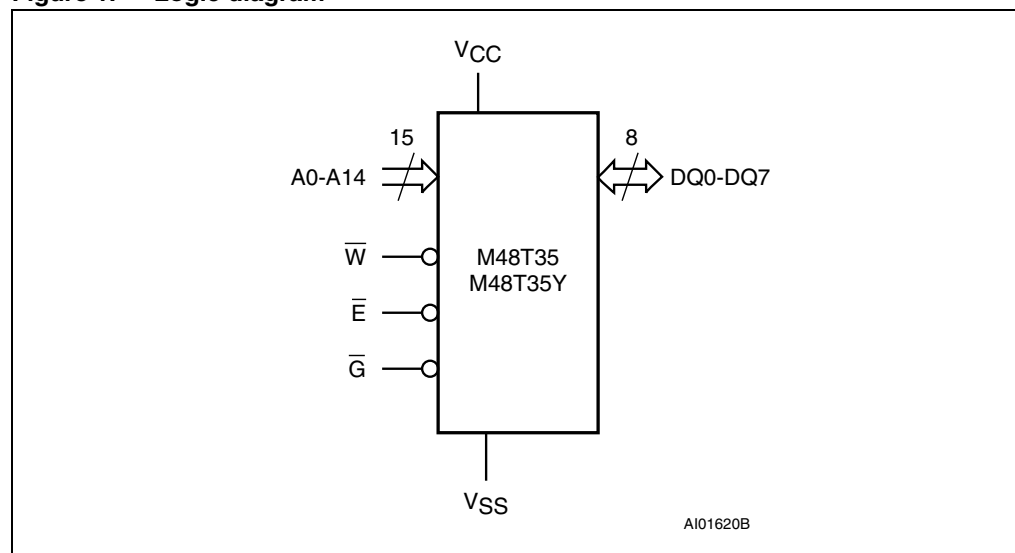 Figure 1. Logic diagram
VCC
15
8
A0-A14
DQ0-DQ7
W̅
M48T35
M48T35Y
E̅
G̅
VSS
AI01620B